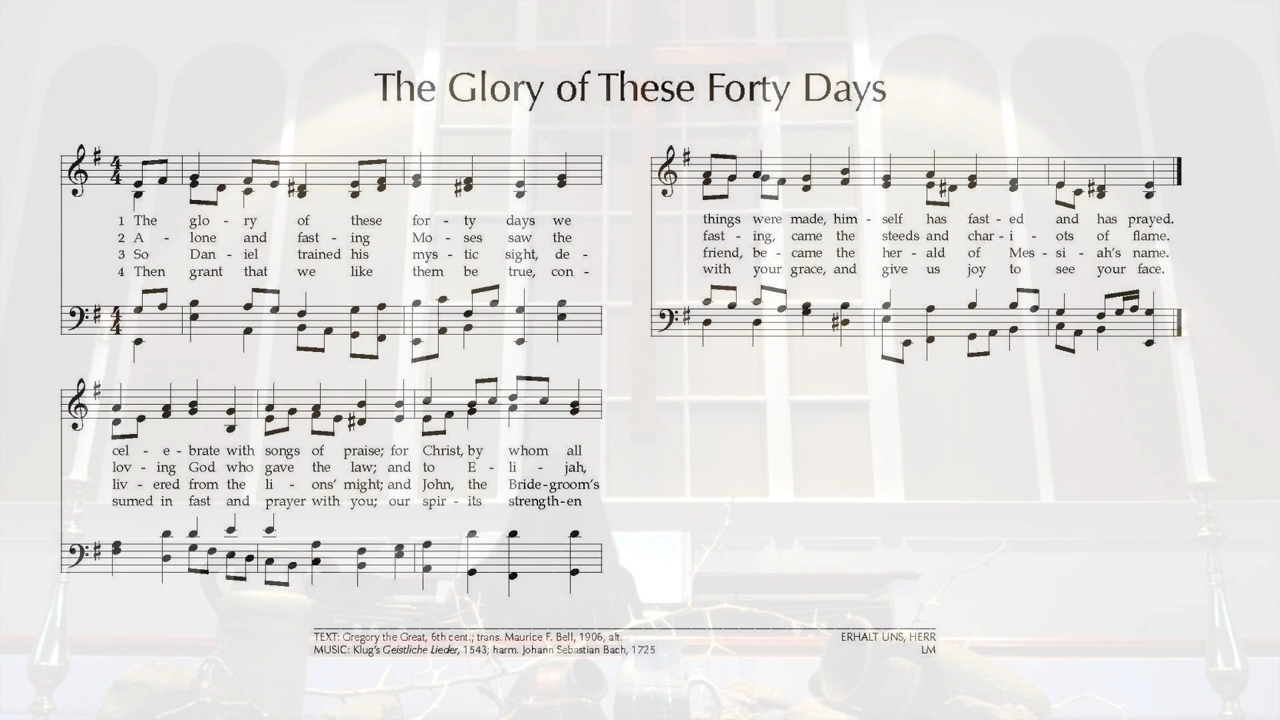 The Glory of These Forty Days
1 The glo - ry of these for - ty days we
2 A - lone and fast - ing Mo - ses saw the
3 So Dan - iel trained his mys - tic sight, de -
4 Then grant that we like them be true, con -
cel - e - brate with songs of praise; for Christ, by whom all
lov - ing God who gave the law; and to E - li - jah,
liv - ered from the li - ons' might; and John, the Bride-groom's
sumed in fast and prayer with you; our spir - its strength-en
things were made, him - self has fast - ed and has prayed.
fast - ing, came the steeds and char - i - ots of flame.
friend, be - came the her - ald of Mes - si - ah's name.
with your grace, and give us joy to see your face.
TEXT: Gregory the Great, 6th cent.; trans. Maurice F. Bell, 1906, alt.
MUSIC: Klug's Geistliche Lieder, 1543; harm. Johann Sebastian Bach, 1725
ERHALT UNS, HERR
LM